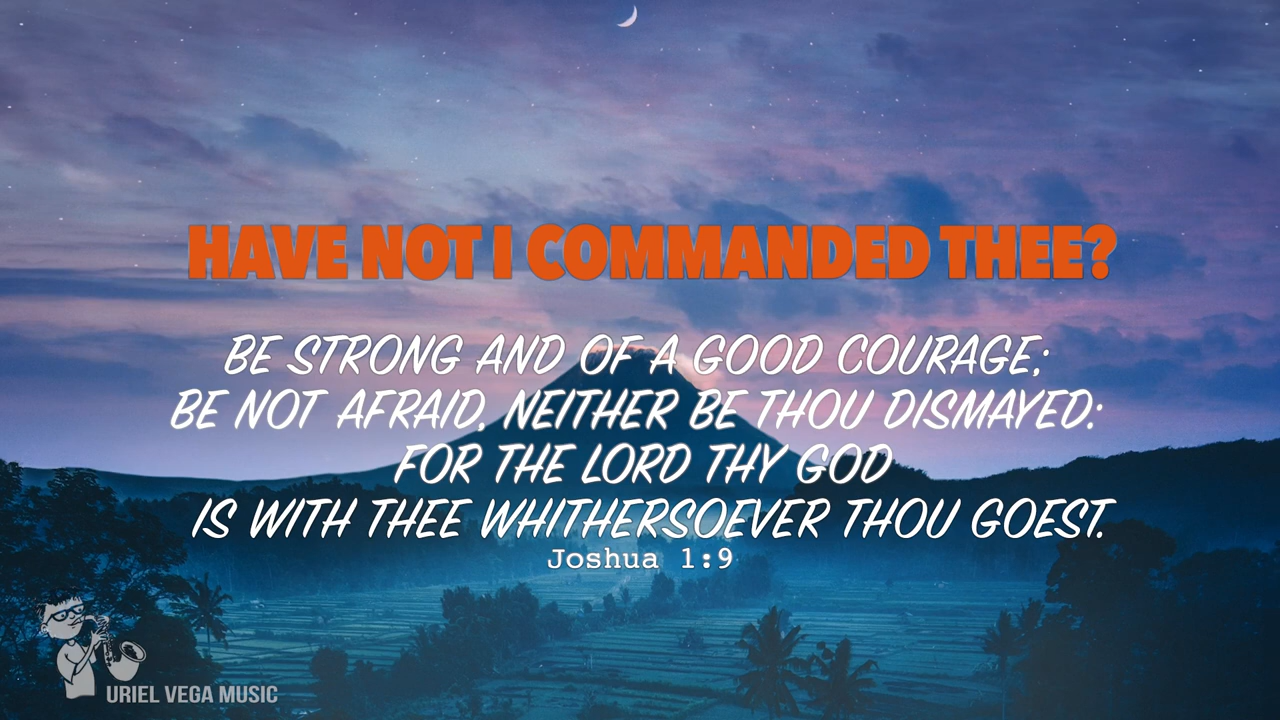 HAVE NOT I COMMANDED THEE?
BE STRONG AND OF A GOOD COURAGE;
BE NOT AFRAID, NEITHER BE THOU DISMAYED:
FOR THE LORD THY GOD
IS WITH THEE WHITHERSOEVER THOU GOEST.
Joshua 1:9
URIEL VEGA MUSIC